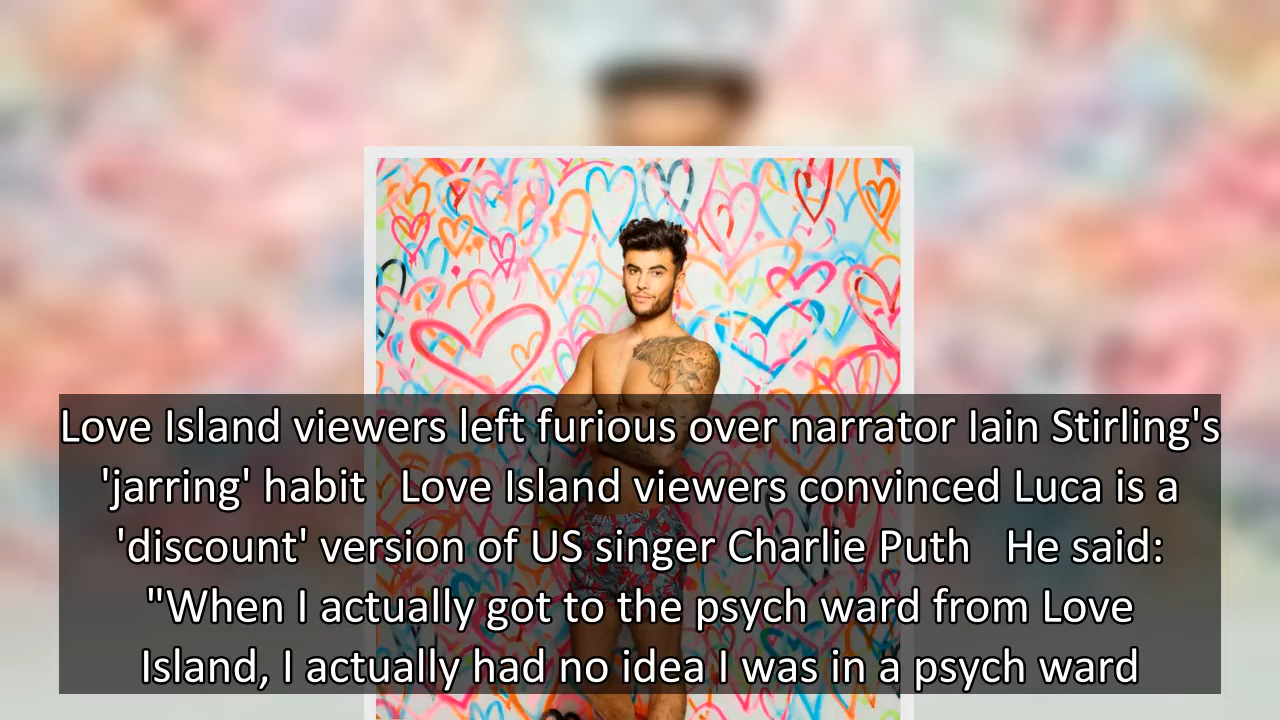 Love Island viewers left furious over narrator Iain Stirling's
'jarring' habit   Love Island viewers convinced Luca is a
'discount' version of US singer Charlie Puth   He said:
"When I actually got to the psych ward from Love
Island, I actually had no idea I was in a psych ward